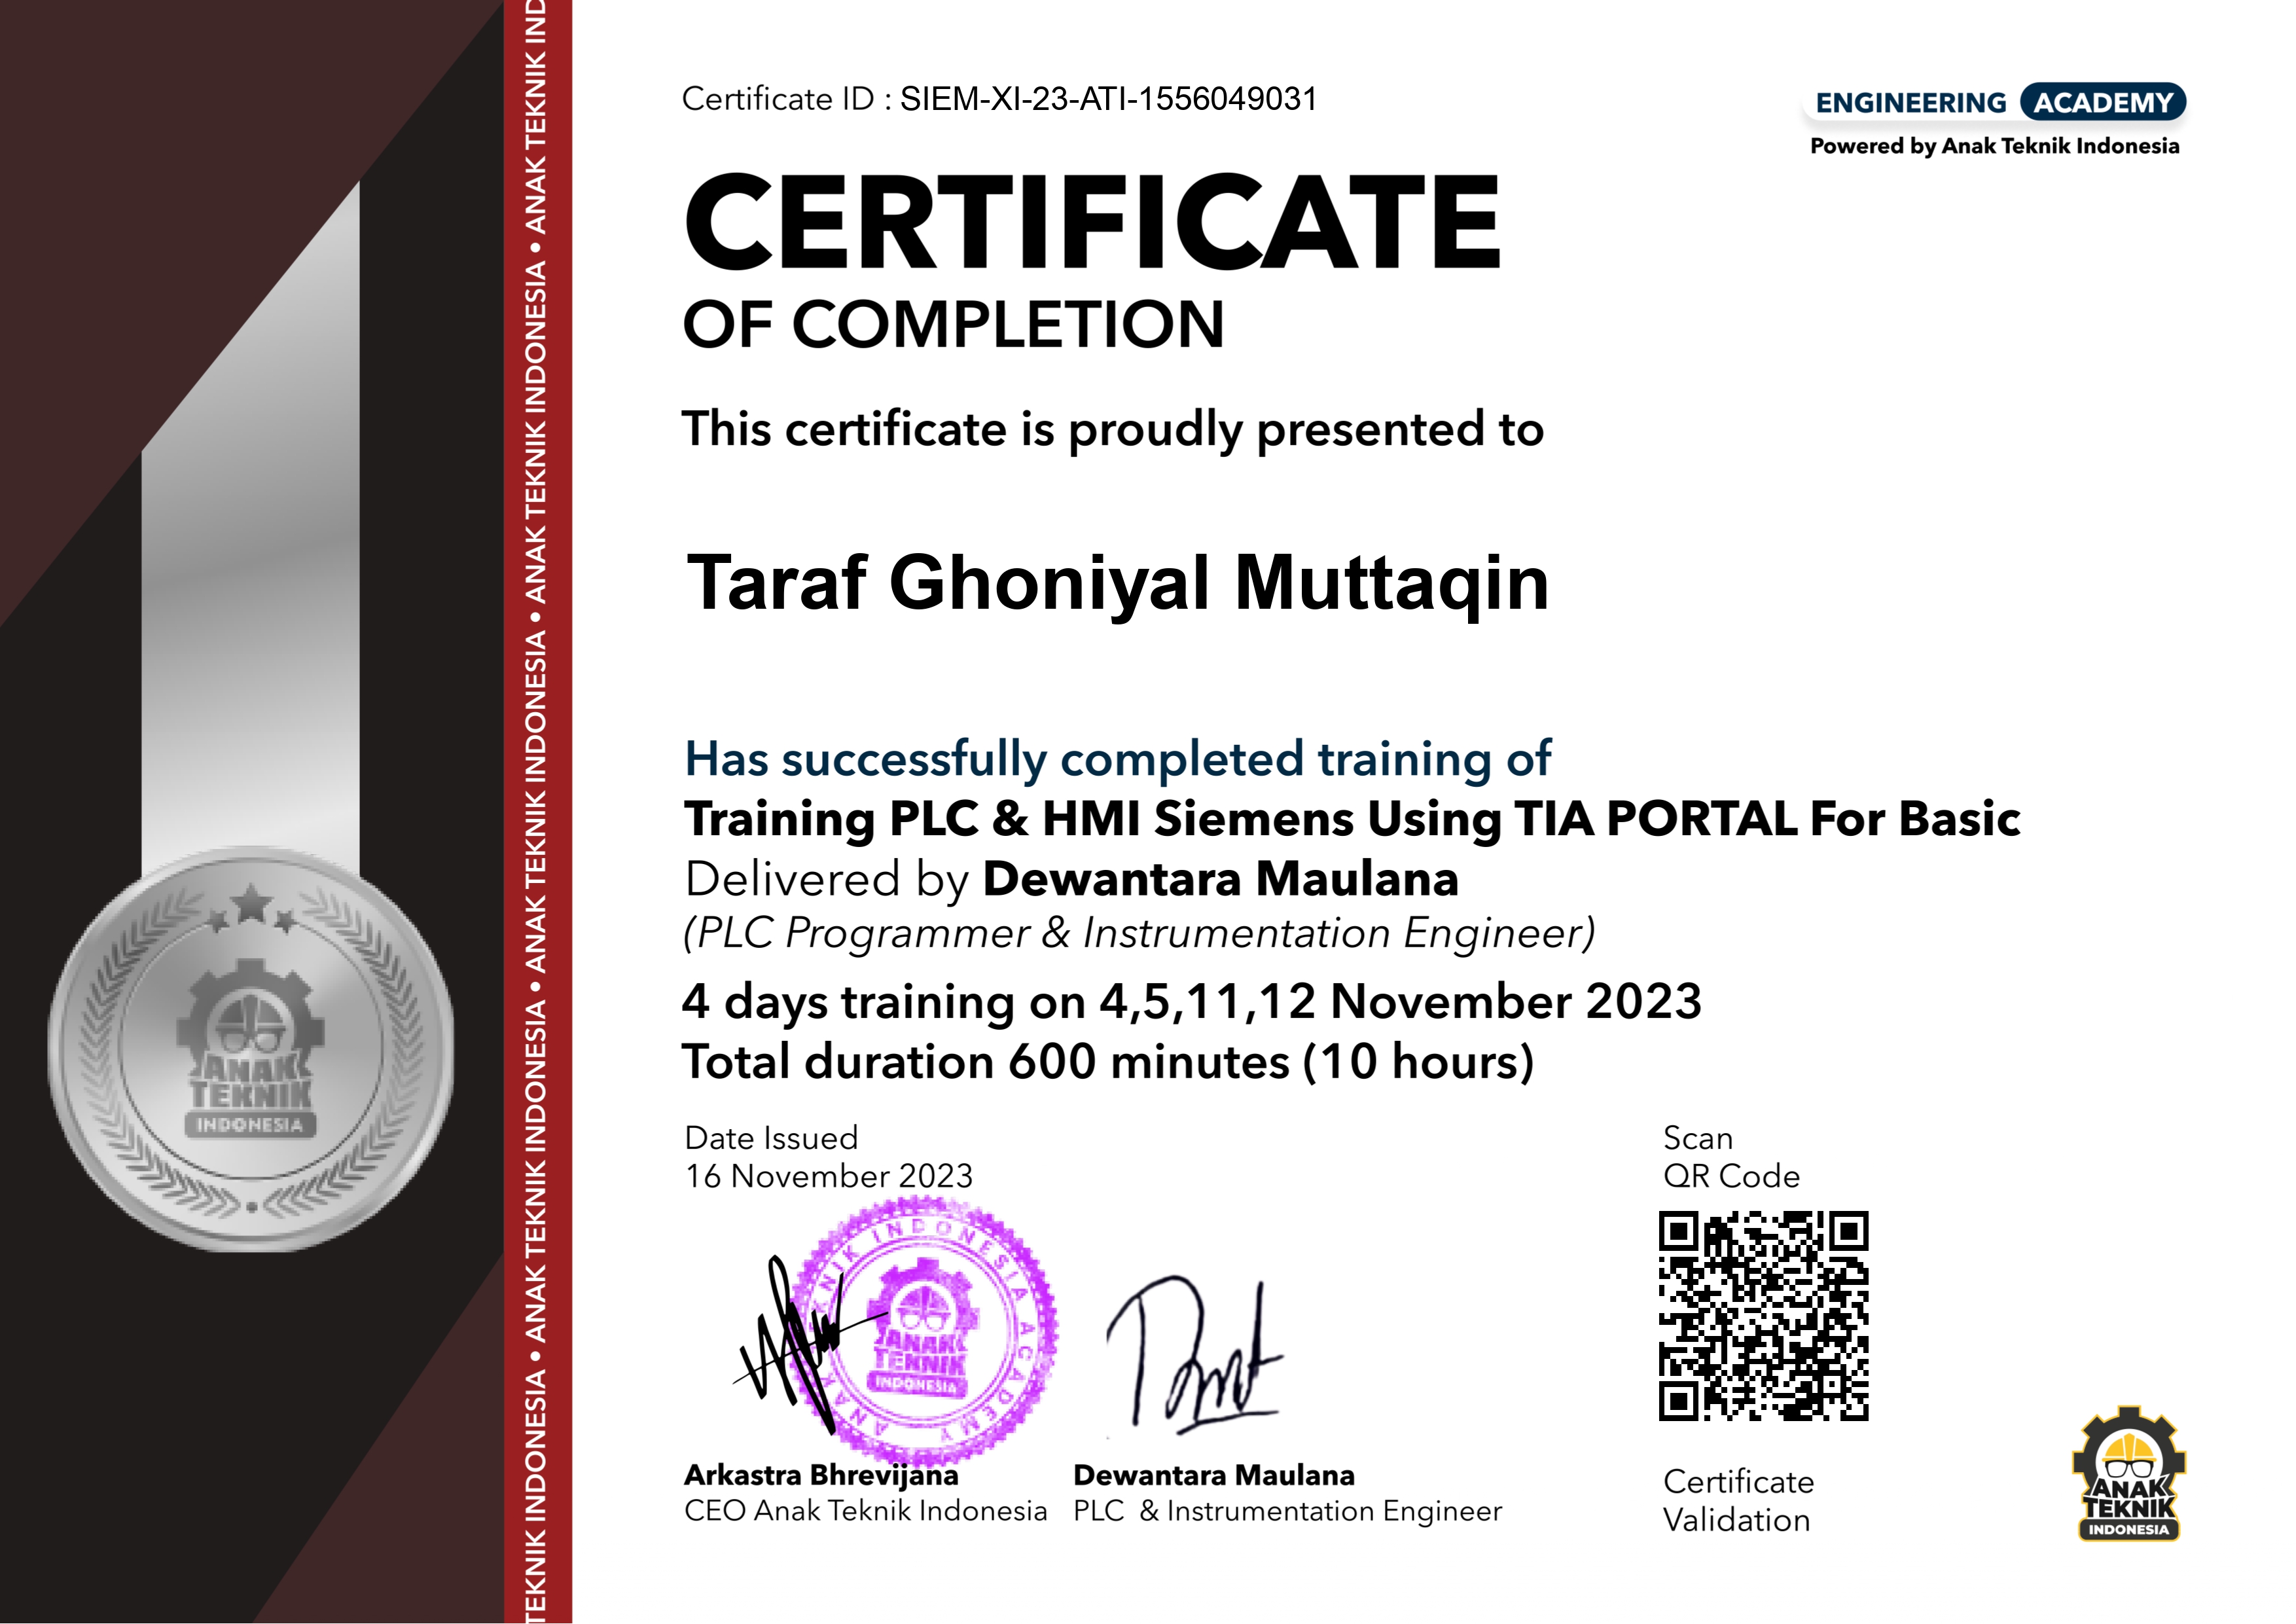 Certificate ID : SIEM-XI-23-ATI-1556049031
ENGINEERING ACADEMY
Powered by Anak Teknik Indonesia
CERTIFICATE
OF COMPLETION
This certificate is proudly presented to
Taraf Ghoniyal Muttaqin
Has successfully completed training of
Training PLC & HMI Siemens Using TIA PORTAL For Basic
Delivered by Dewantara Maulana
(PLC Programmer & Instrumentation Engineer)
4 days training on 4,5,11,12 November 2023
Total duration 600 minutes (10 hours)
Date Issued
16 November 2023
Scan
QR Code
ANAK TEKNIK INDONESIA ACADEMY
ANAK
TEKNIK
INDONESIA
Arkastra Bhrevijana
CEO Anak Teknik Indonesia
Dewantara Maulana
PLC & Instrumentation Engineer
Certificate
Validation
ANAK
TEKNIK
INDONESIA
ANAK
TEKNIK
INDONESIA
TEKNIK INDONESIA • ANAK TEKNIK INDONESIA • ANAK TEKNIK INDONESIA • ANAK TEKNIK INDONESIA • ANAK TEKNIK IND